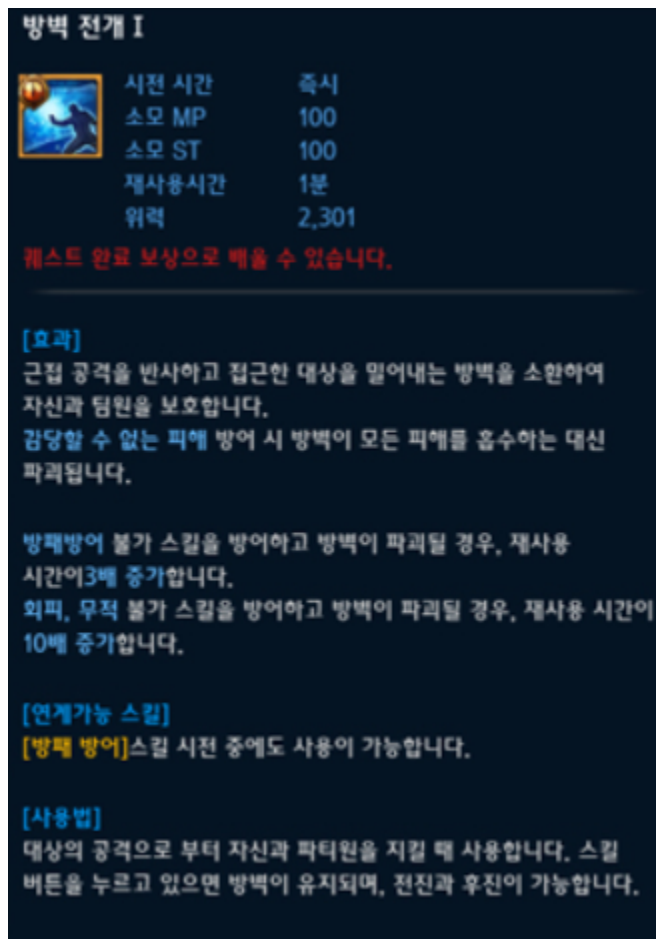 방벽 전개 I
시전 시간 즉시
소모 MP 100
소모 ST 100
재사용시간 1분
위력 2,301
퀘스트 완료 보상으로 배울 수 있습니다.
[효과]
근접 공격을 반사하고 접근한 대상을 밀어내는 방벽을 소환하여
자신과 팀원을 보호합니다.
감당할 수 없는 피해 방어 시 방벽이 모든 피해를 흡수하는 대신
파괴됩니다.
방패방어 불가 스킬을 방어하고 방벽이 파괴될 경우, 재사용
시간이3배 증가합니다.
회피, 무적 불가 스킬을 방어하고 방벽이 파괴될 경우, 재사용 시간이
10배 증가합니다.
[연계가능 스킬]
[방패 방어]스킬 시전 중에도 사용이 가능합니다.
[사용법]
대상의 공격으로 부터 자신과 파티원을 지킬 때 사용합니다. 스킬
버튼을 누르고 있으면 방벽이 유지되며, 전진과 후진이 가능합니다.